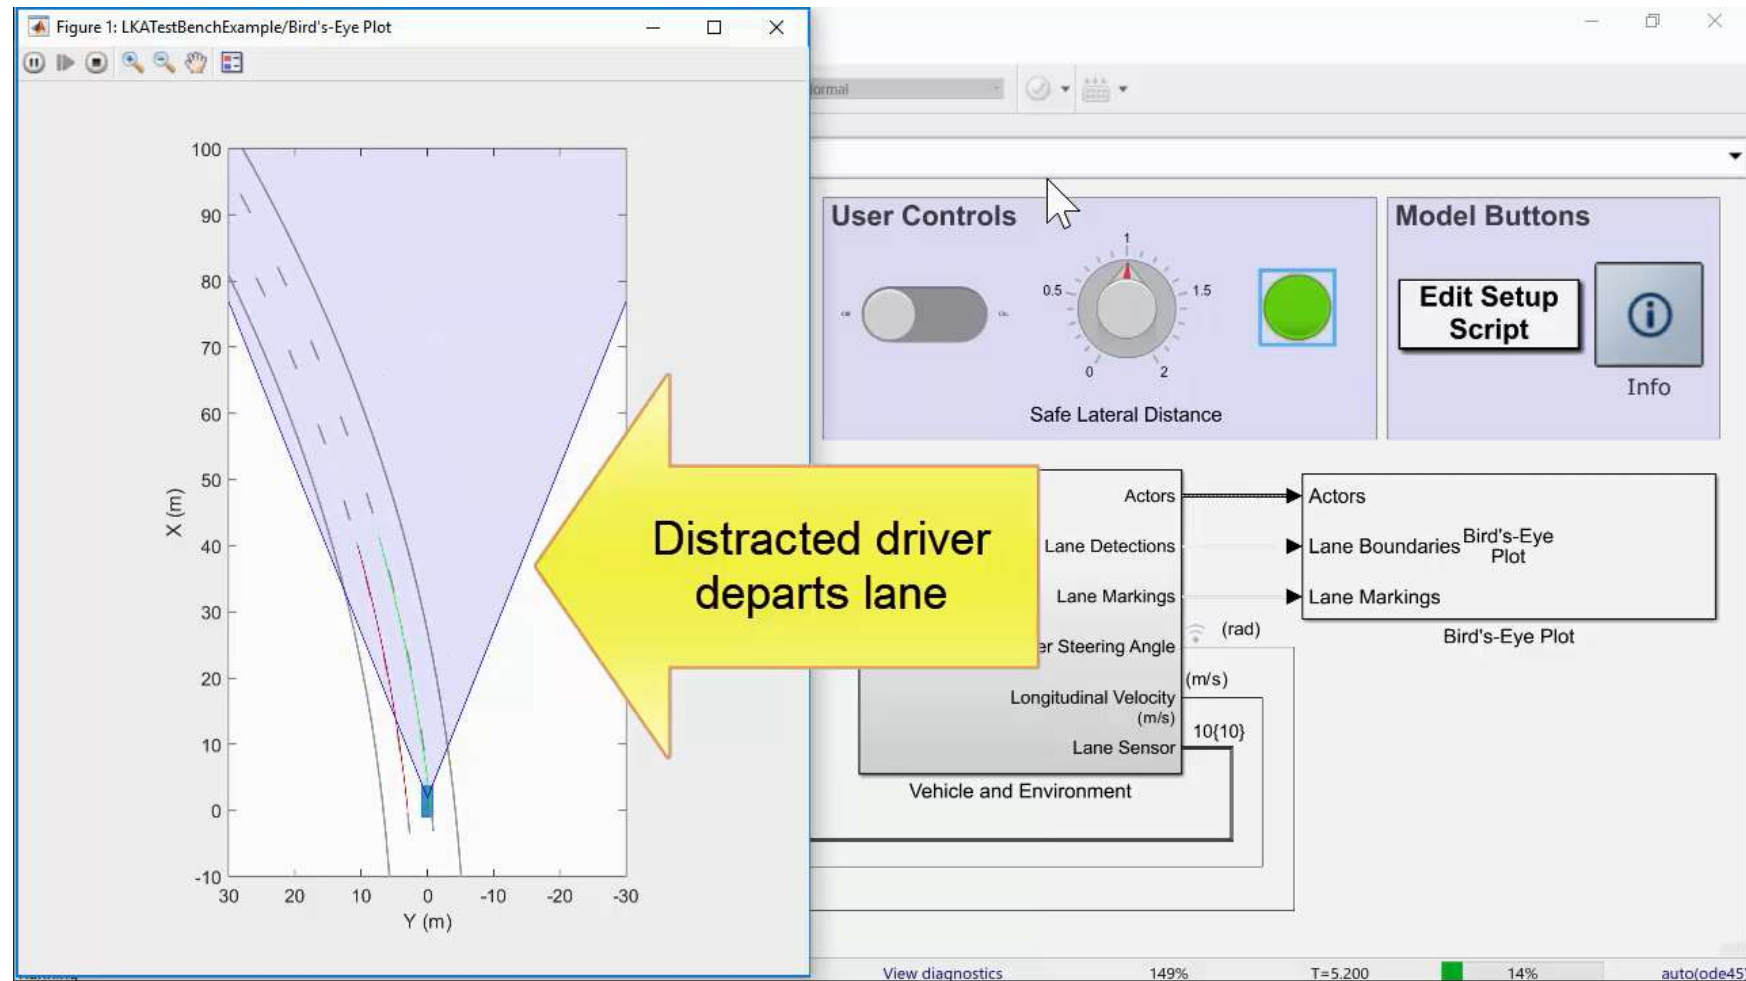 Figure 1: LKATestBenchExample/Bird's-Eye Plot
100
90
80
70
60
50
40
30
20
10
0
-10
X (m)
30
20
10
0
-10
-20
-30
Y (m)
Distracted driver
departs lane
User Controls
0
0.5
1
1.5
2
Safe Lateral Distance
Model Buttons
Edit Setup
Script
Info
Actors
Lane Detections
Lane Markings
Steering Angle
(rad)
Longitudinal Velocity
(m/s)
(m/s)
Lane Sensor
10{10}
Vehicle and Environment
Actors
Lane Boundaries
Bird's-Eye
Plot
Lane Markings
Bird's-Eye Plot
View diagnostics
149%
T=5.200
14%
auto(ode45)